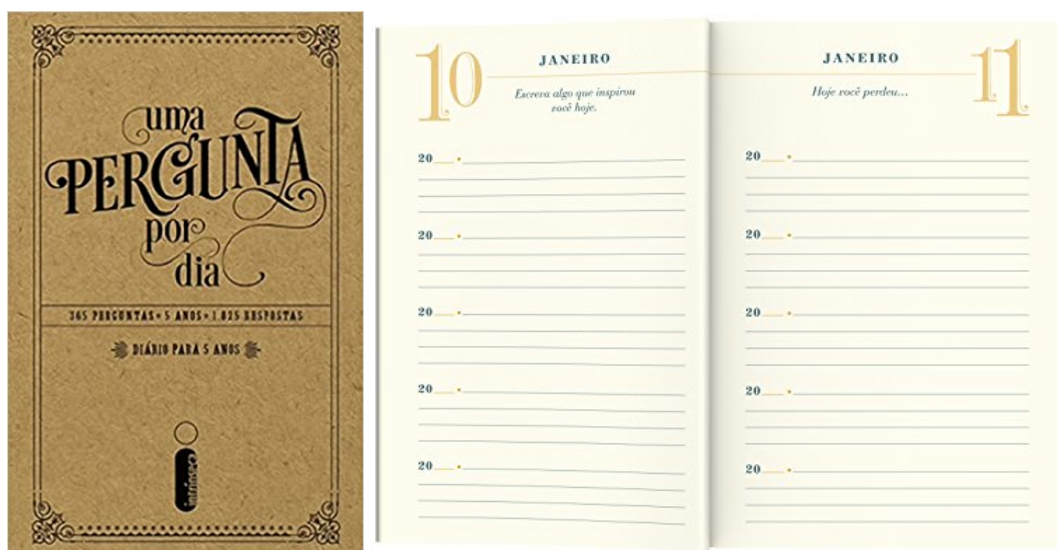 uma
PERGUNTA
por
dia
365 PERGUNTAS • 5 ANOS • 1.825 RESPOSTAS
DIÁRIO PARA 5 ANOS
intrínseca
10
JANEIRO
Escreva algo que inspirou
você hoje.
20
20
20
20
20
JANEIRO
11
Hoje você perdeu...
20
20
20
20
20